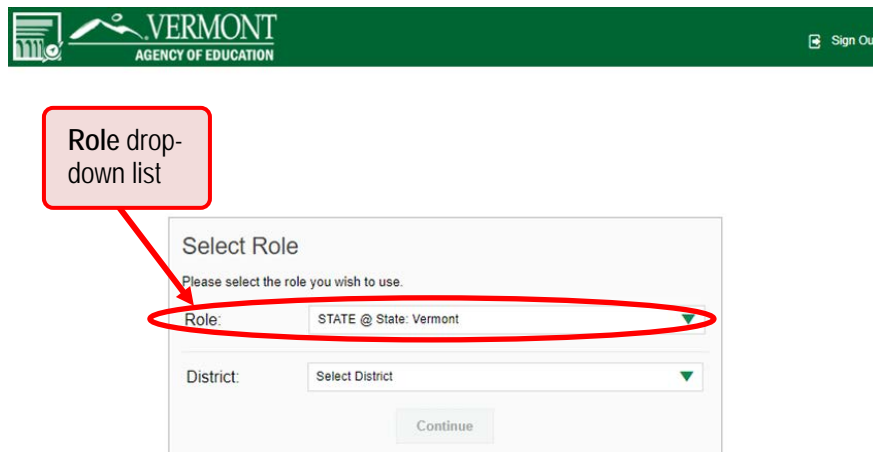 VERMONT
AGENCY OF EDUCATION
Sign Ou
Role drop-
down list
Select Role
Please select the role you wish to use.
Role: STATE @ State: Vermont
District: Select District
Continue